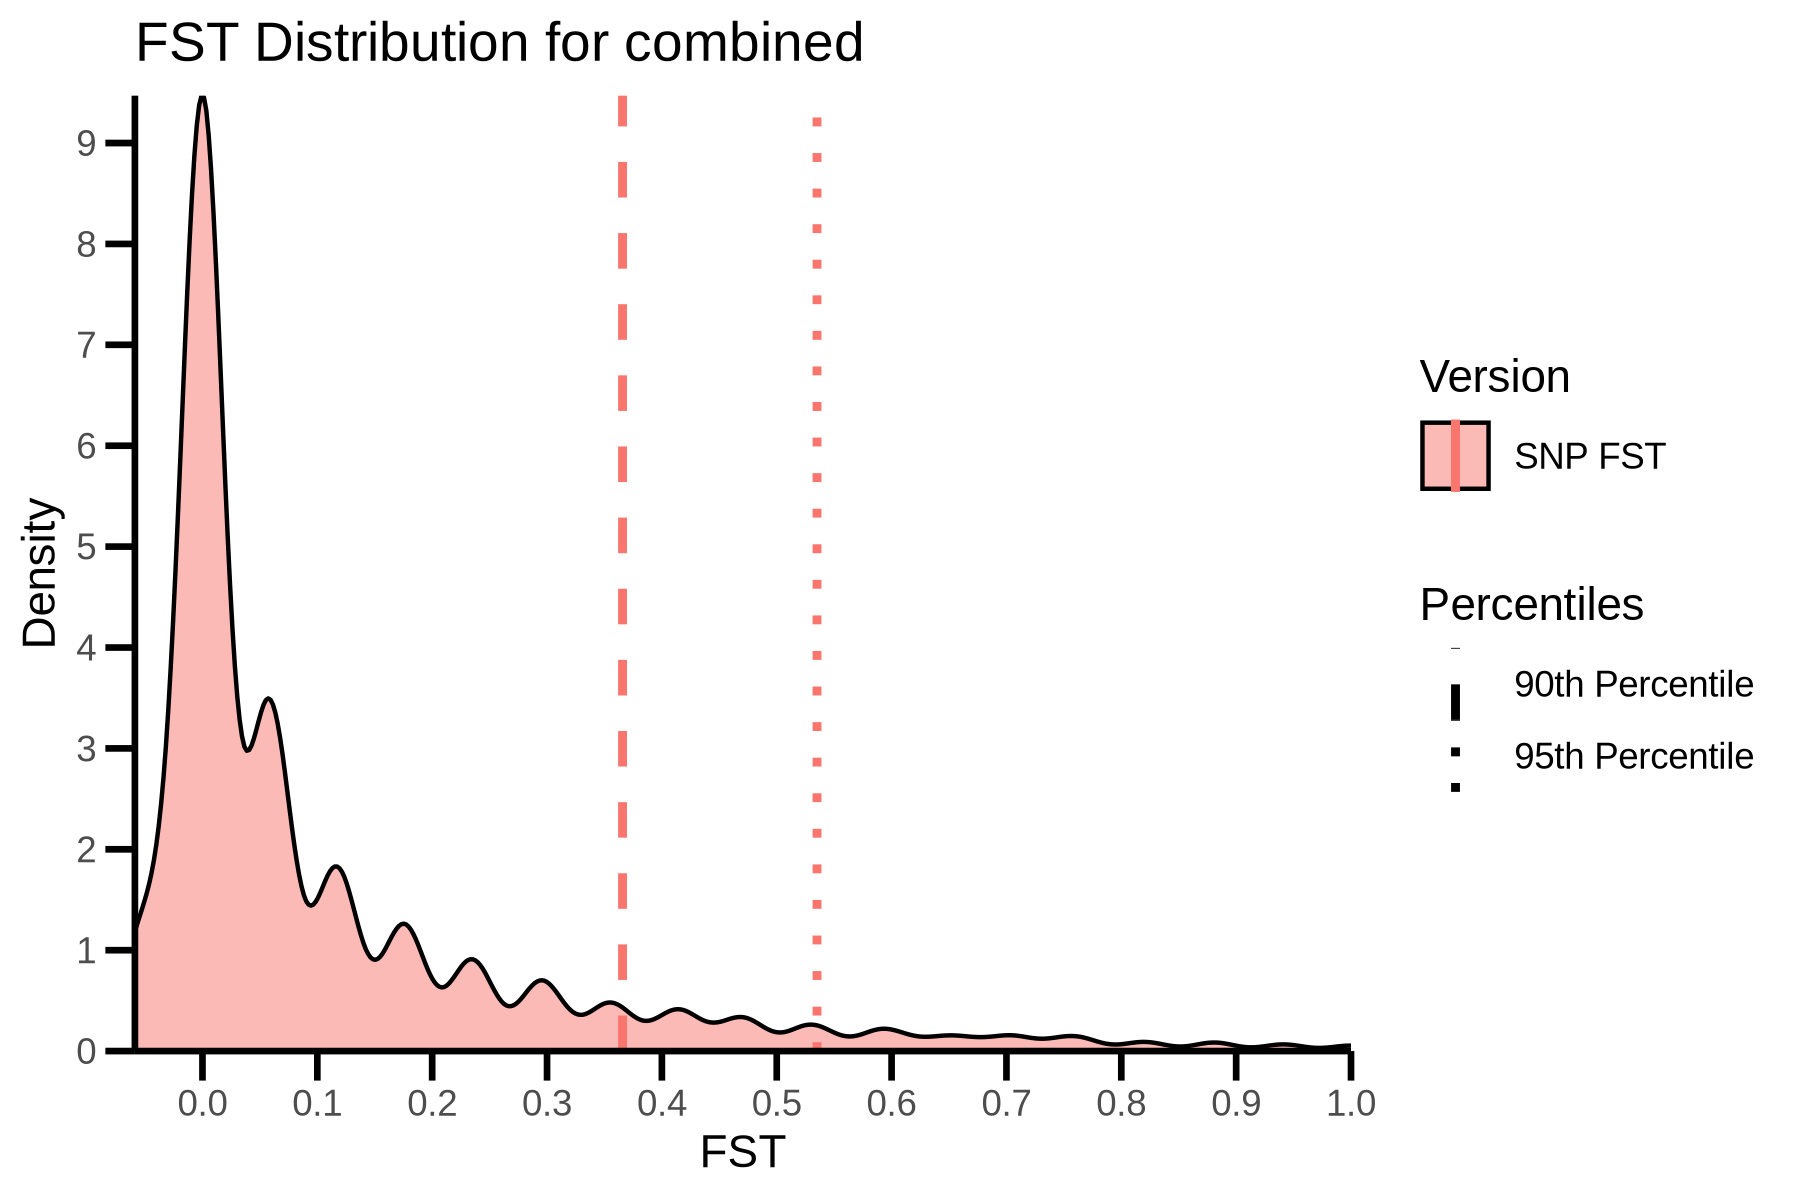 FST Distribution for combined
Density
9
8
7
6
5
4
3
2
1
0
0.0 0.1 0.2 0.3 0.4 0.5 0.6 0.7 0.8 0.9 1.0
FST
Version
SNP FST
Percentiles
90th Percentile
95th Percentile